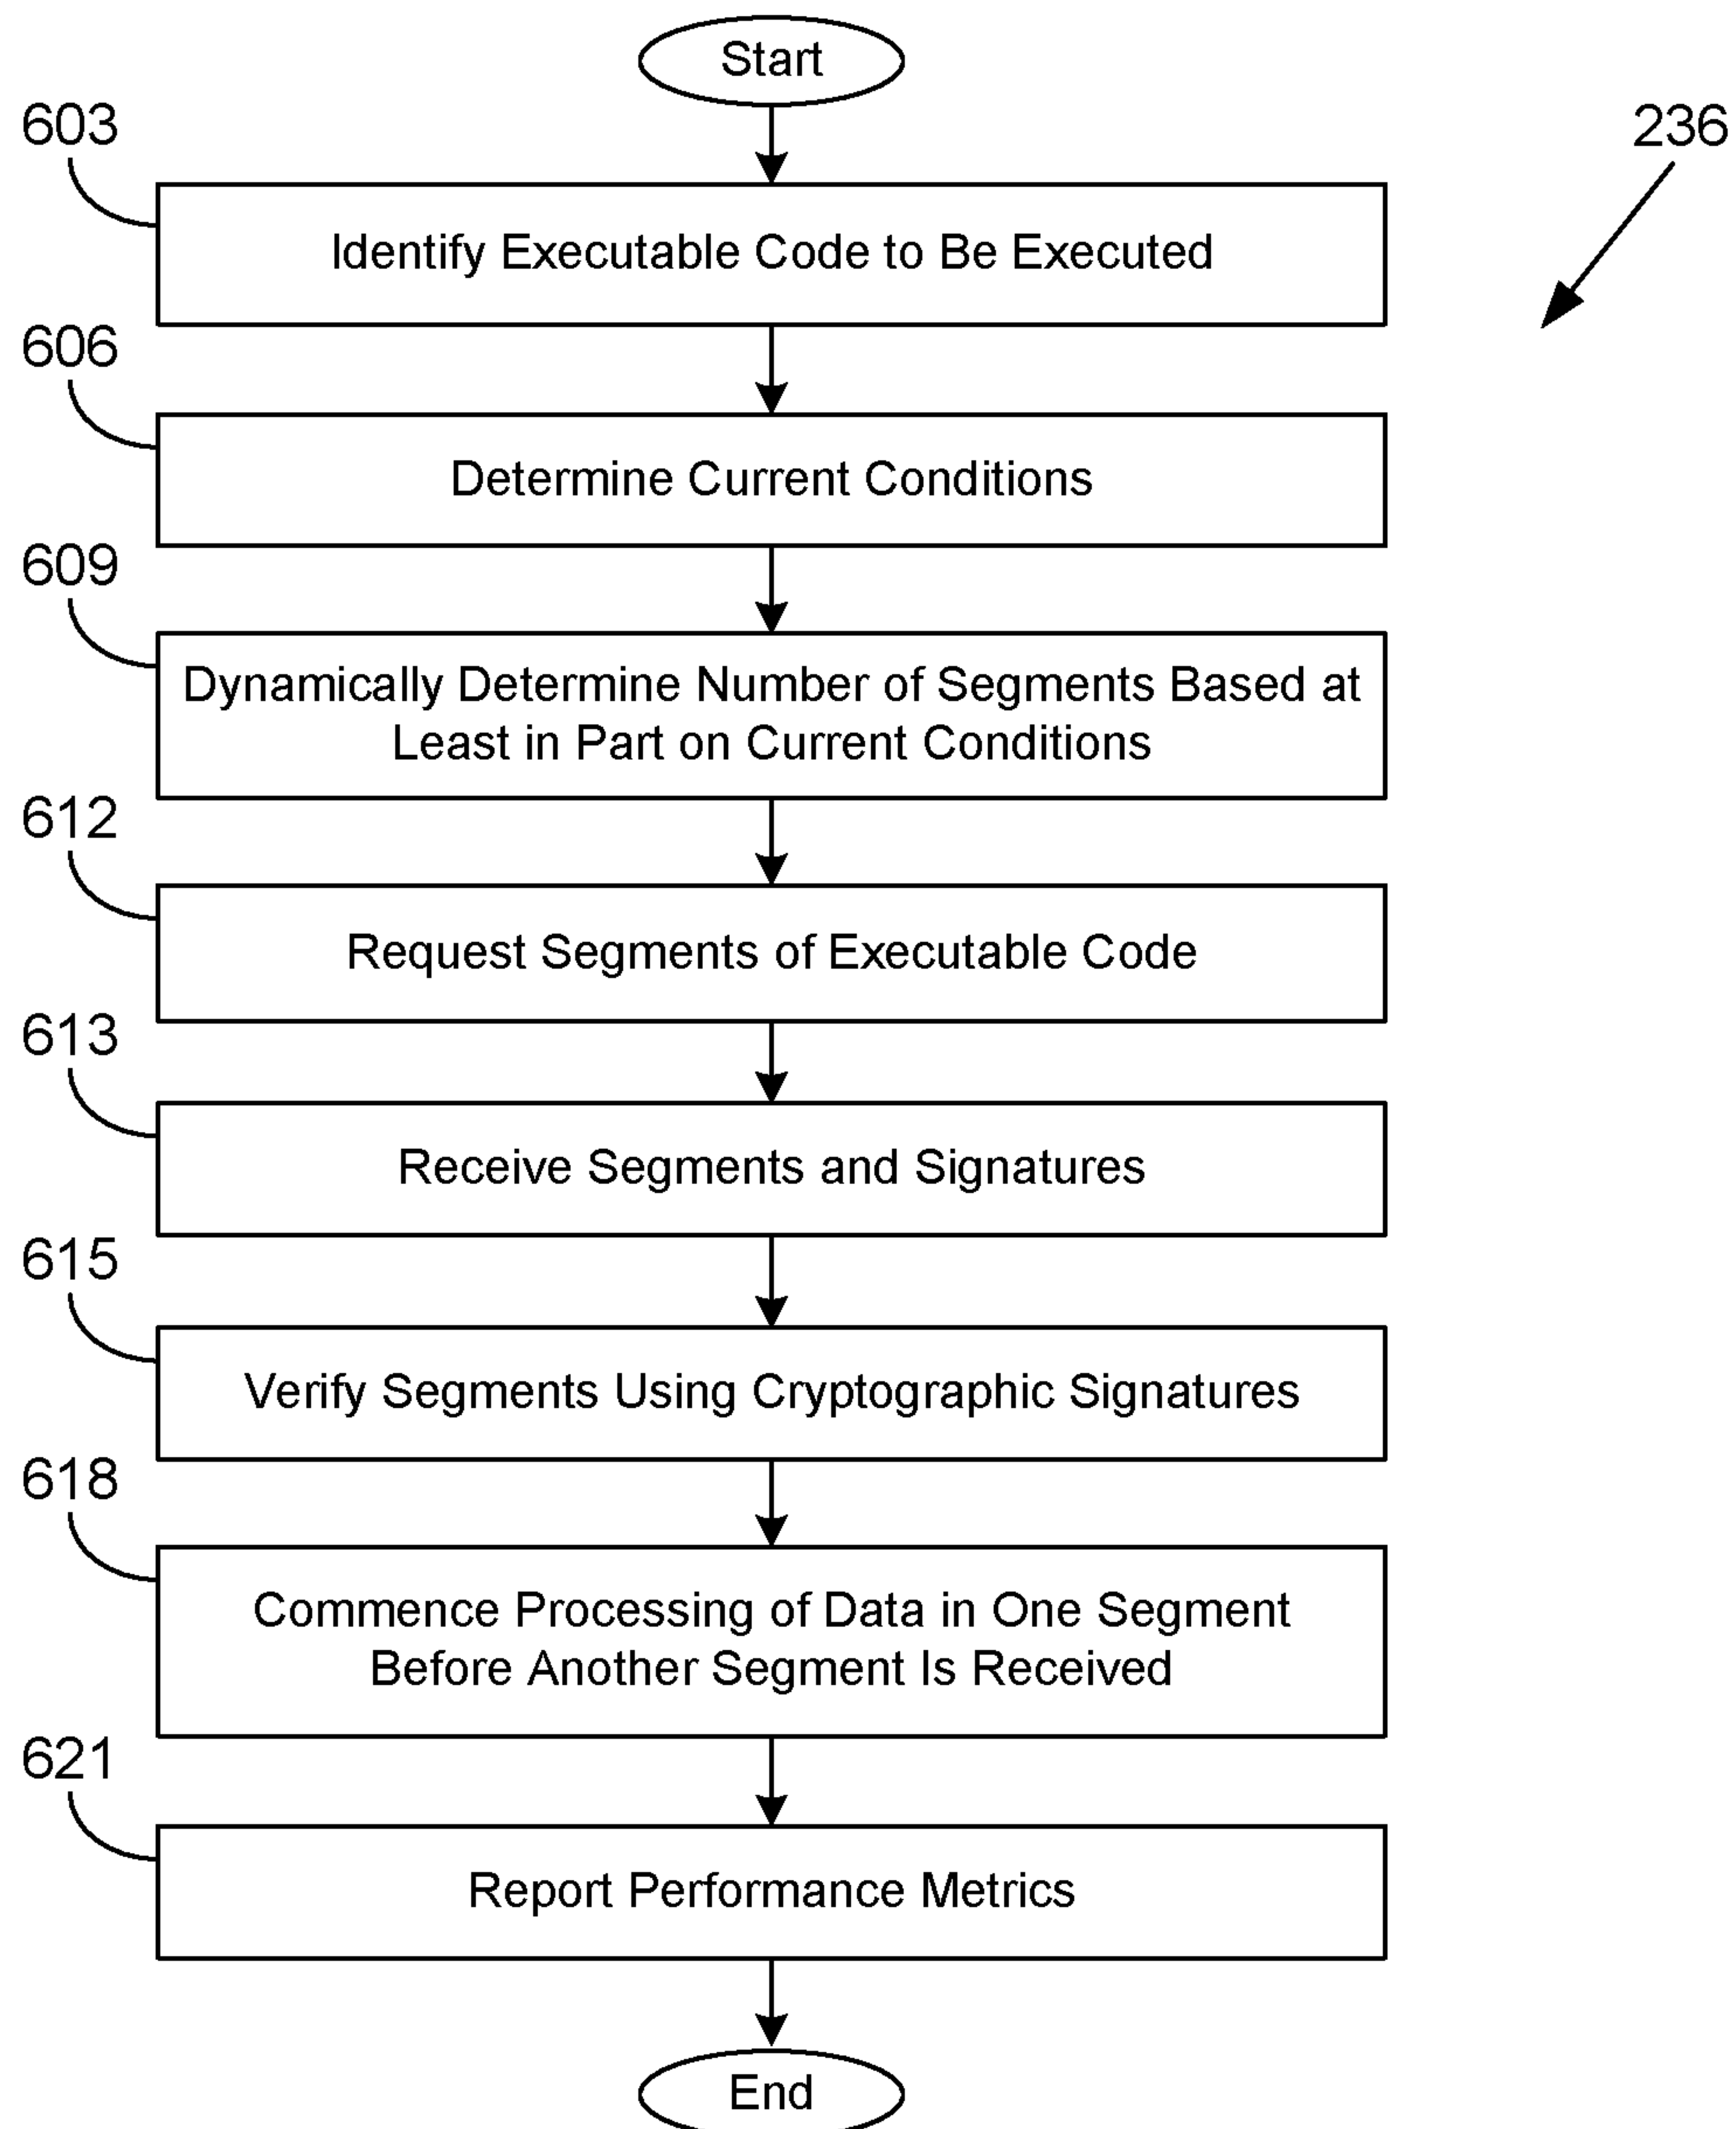 Start
603
236
Identify Executable Code to Be Executed
606
Determine Current Conditions
609
Dynamically Determine Number of Segments Based at
Least in Part on Current Conditions
612
Request Segments of Executable Code
613
Receive Segments and Signatures
615
Verify Segments Using Cryptographic Signatures
618
Commence Processing of Data in One Segment
Before Another Segment Is Received
621
Report Performance Metrics
End